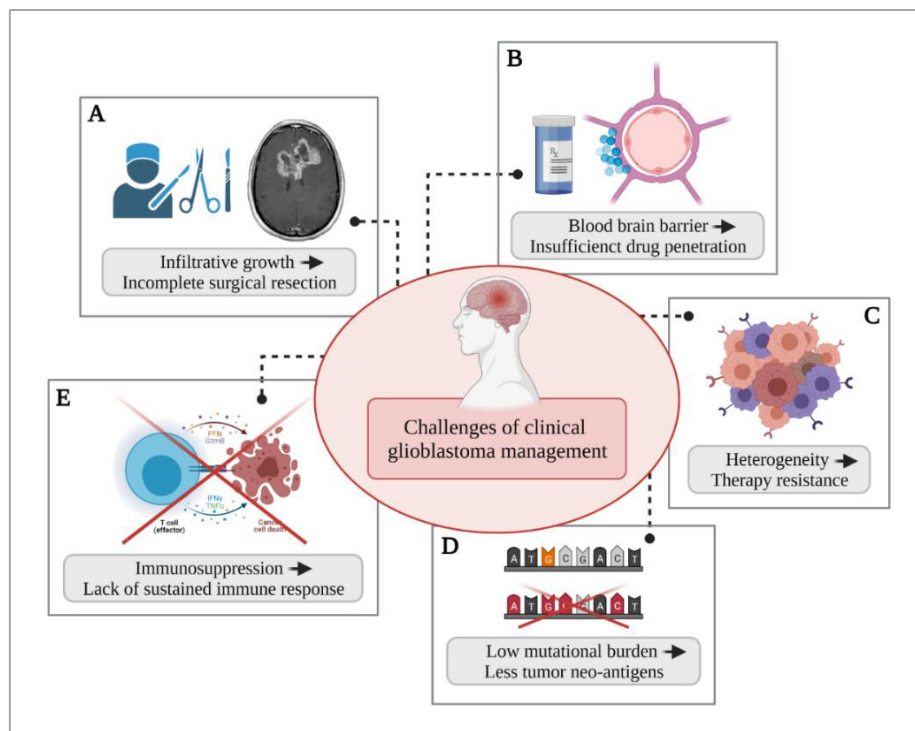 A
Infiltrative growth →
Incomplete surgical resection
B
Rx
Blood brain barrier →
Insufficienct drug penetration
C
Heterogeneity →
Therapy resistance
Challenges of clinical
glioblastoma management
D
A T G C G A C T
A T G G A C T
Low mutational burden →
Less tumor neo-antigens
E
PFN
GzmB
IFNγ
TNFα
T cell
(effector)
Cancer
cell death
Immunosuppression →
Lack of sustained immune response